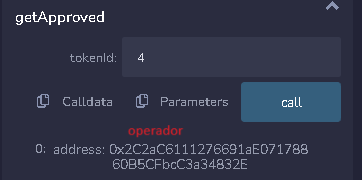 getApproved
tokenId: 4
Calldata Parameters call
operador
0: address: 0x2C2aC6111276691aE071788
60B5CFbcC3a34832E